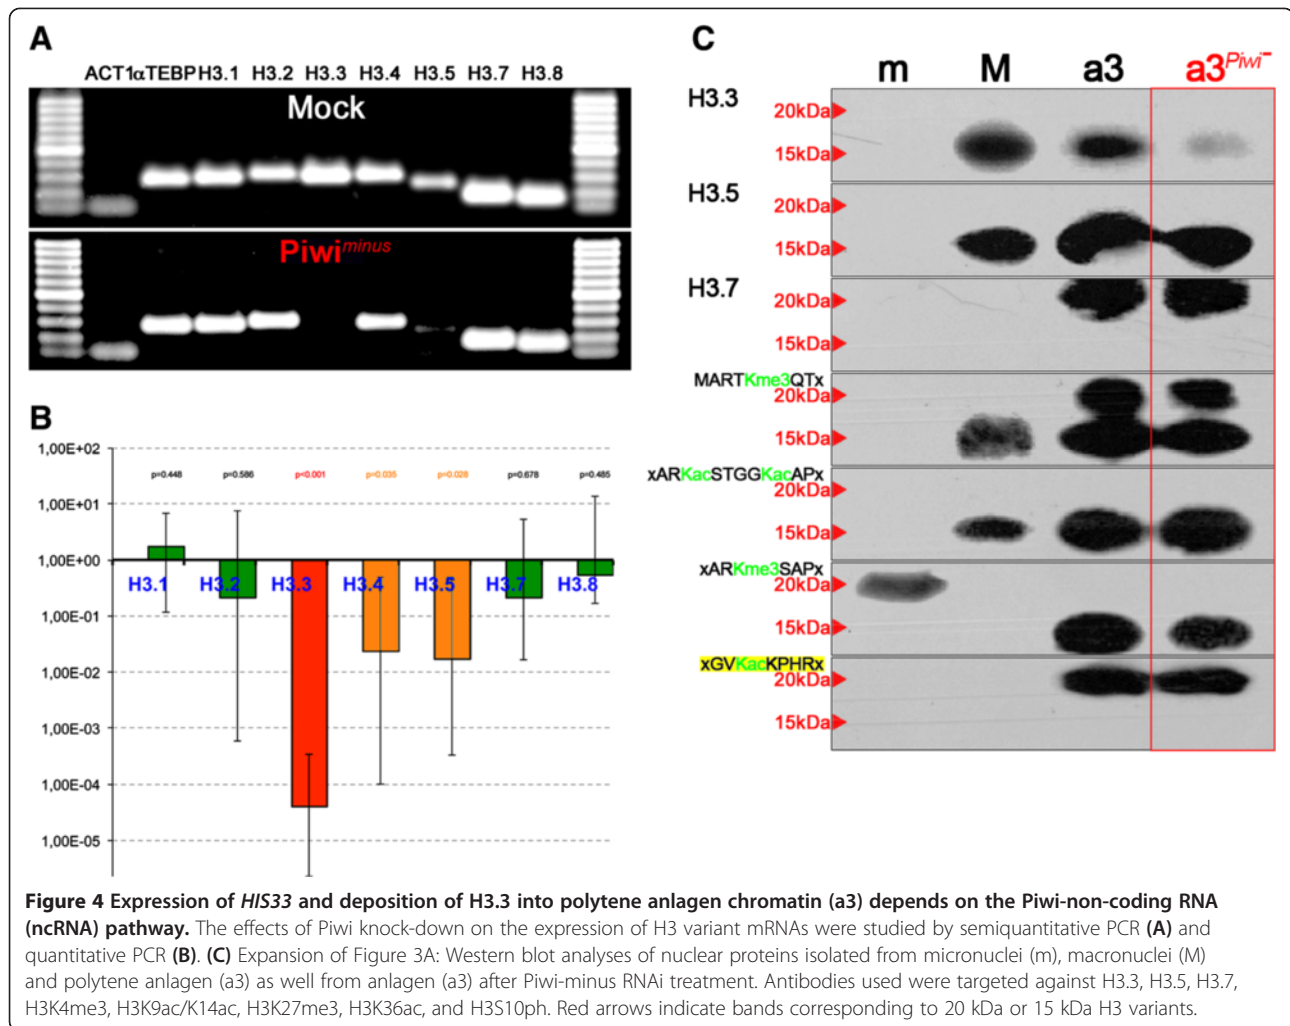 A
ACT1 αTEBP H3.1 H3.2 H3.3 H3.4 H3.5 H3.7 H3.8
Mock
Piwi minus
B
1,00E+02
p=0.448 p=0.586 p<0.001 p=0.035 p=0.028 p=0.678 p=0.485
1,00E+01
1,00E+00
H3.1 H3.2 H3.3 H3.4 H3.5 H3.7 H3.8
1,00E-01
1,00E-02
1,00E-03
1,00E-04
1,00E-05
C
m M a3 a3Piwi-
H3.3
20kDa
15kDa
H3.5
20kDa
15kDa
H3.7
20kDa
15kDa
MARTKme3QTx
20kDa
15kDa
xARKacSTGGKacAPx
20kDa
15kDa
xARKme3SAPx
20kDa
15kDa
xGVKacKPHRx
20kDa
15kDa
Figure 4 Expression of HIS33 and deposition of H3.3 into polytene anlagen chromatin (a3) depends on the Piwi-non-coding RNA
(ncRNA) pathway. The effects of Piwi knock-down on the expression of H3 variant mRNAs were studied by semiquantitative PCR (A) and
quantitative PCR (B). (C) Expansion of Figure 3A: Western blot analyses of nuclear proteins isolated from micronuclei (m), macronuclei (M)
and polytene anlagen (a3) as well from anlagen (a3) after Piwi-minus RNAi treatment. Antibodies used were targeted against H3.3, H3.5, H3.7,
H3K4me3, H3K9ac/K14ac, H3K27me3, H3K36ac, and H3S10ph. Red arrows indicate bands corresponding to 20 kDa or 15 kDa H3 variants.